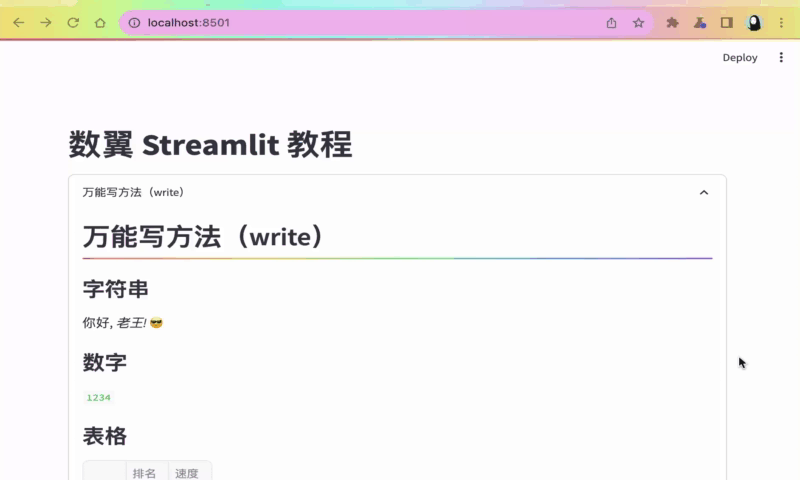 localhost:8501
Deploy
数翼 Streamlit 教程
万能写方法（write）
万能写方法（write）
字符串
你好, 老王! 😎
数字
1234
表格
排名 速度